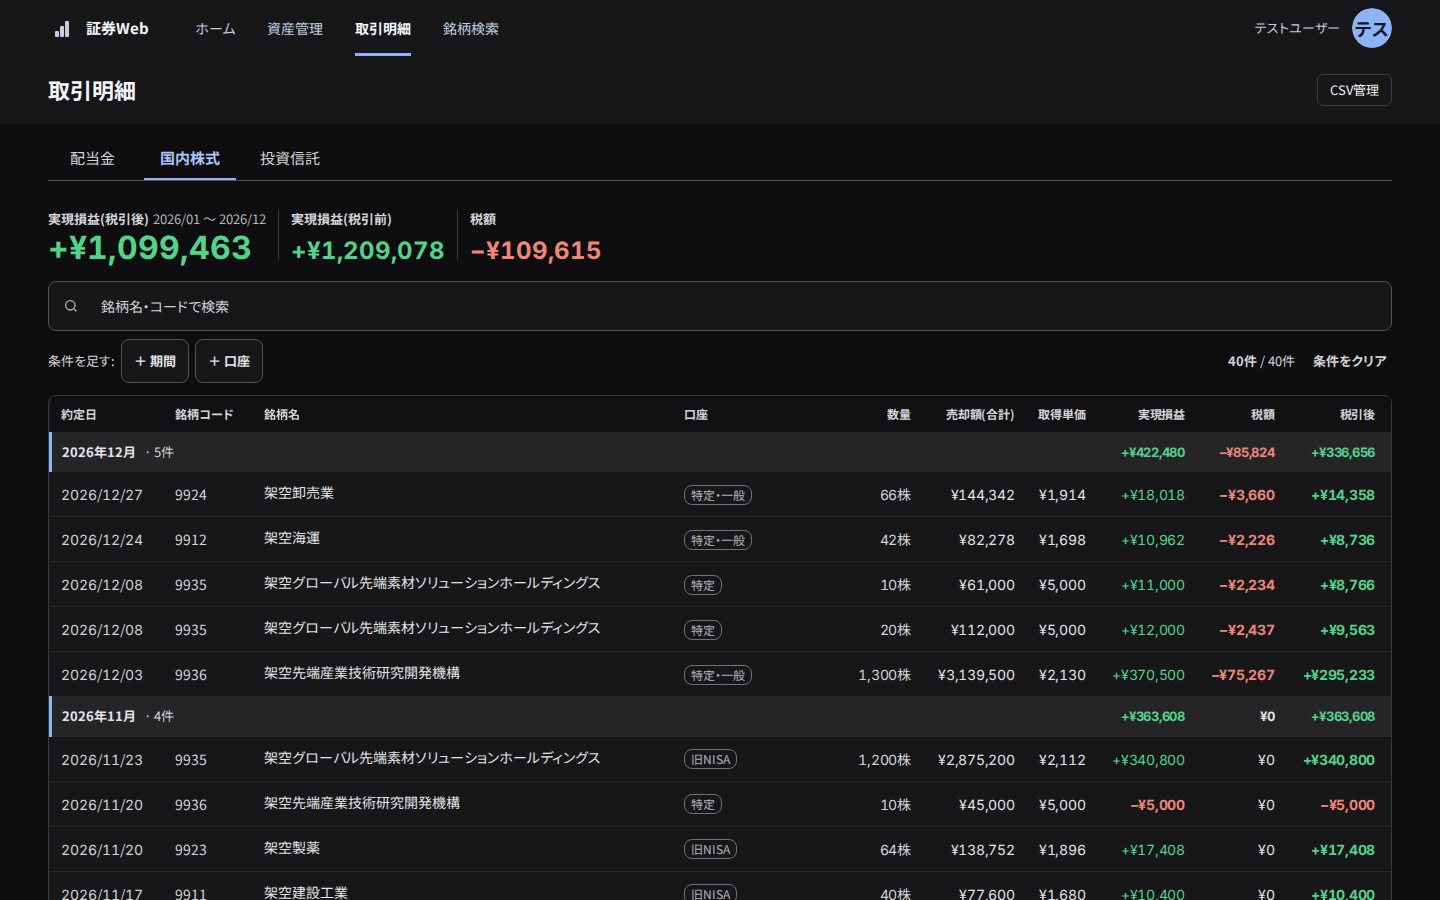 証券Web ホーム 資産管理 取引明細 銘柄検索 テストユーザー テス
取引明細 CSV管理
配当金 国内株式 投資信託
実現損益(税引後) 2026/01 〜 2026/12 実現損益(税引前) 税額
+¥1,099,463 +¥1,209,078 −¥109,615
銘柄名・コードで検索
条件を足す: ＋ 期間 ＋ 口座 40件 / 40件 条件をクリア
約定日 銘柄コード 銘柄名 口座 数量 売却額(合計) 取得単価 実現損益 税額 税引後
2026年12月 · 5件 +¥422,480 −¥85,824 +¥336,656
2026/12/27 9924 架空卸売業 特定・一般 66株 ¥144,342 ¥1,914 +¥18,018 −¥3,660 +¥14,358
2026/12/24 9912 架空海運 特定・一般 42株 ¥82,278 ¥1,698 +¥10,962 −¥2,226 +¥8,736
2026/12/08 9935 架空グローバル先端素材ソリューションホールディングス 特定 10株 ¥61,000 ¥5,000 +¥11,000 −¥2,234 +¥8,766
2026/12/08 9935 架空グローバル先端素材ソリューションホールディングス 特定 20株 ¥112,000 ¥5,000 +¥12,000 −¥2,437 +¥9,563
2026/12/03 9936 架空先端産業技術研究開発機構 特定・一般 1,300株 ¥3,139,500 ¥2,130 +¥370,500 −¥75,267 +¥295,233
2026年11月 · 4件 +¥363,608 ¥0 +¥363,608
2026/11/23 9935 架空グローバル先端素材ソリューションホールディングス 旧NISA 1,200株 ¥2,875,200 ¥2,112 +¥340,800 ¥0 +¥340,800
2026/11/20 9936 架空先端産業技術研究開発機構 特定 10株 ¥45,000 ¥5,000 −¥5,000 ¥0 −¥5,000
2026/11/20 9923 架空製薬 旧NISA 64株 ¥138,752 ¥1,896 +¥17,408 ¥0 +¥17,408
2026/11/17 9911 架空建設工業 旧NISA 40株 ¥77,600 ¥1,680 +¥10,400 ¥0 +¥10,400